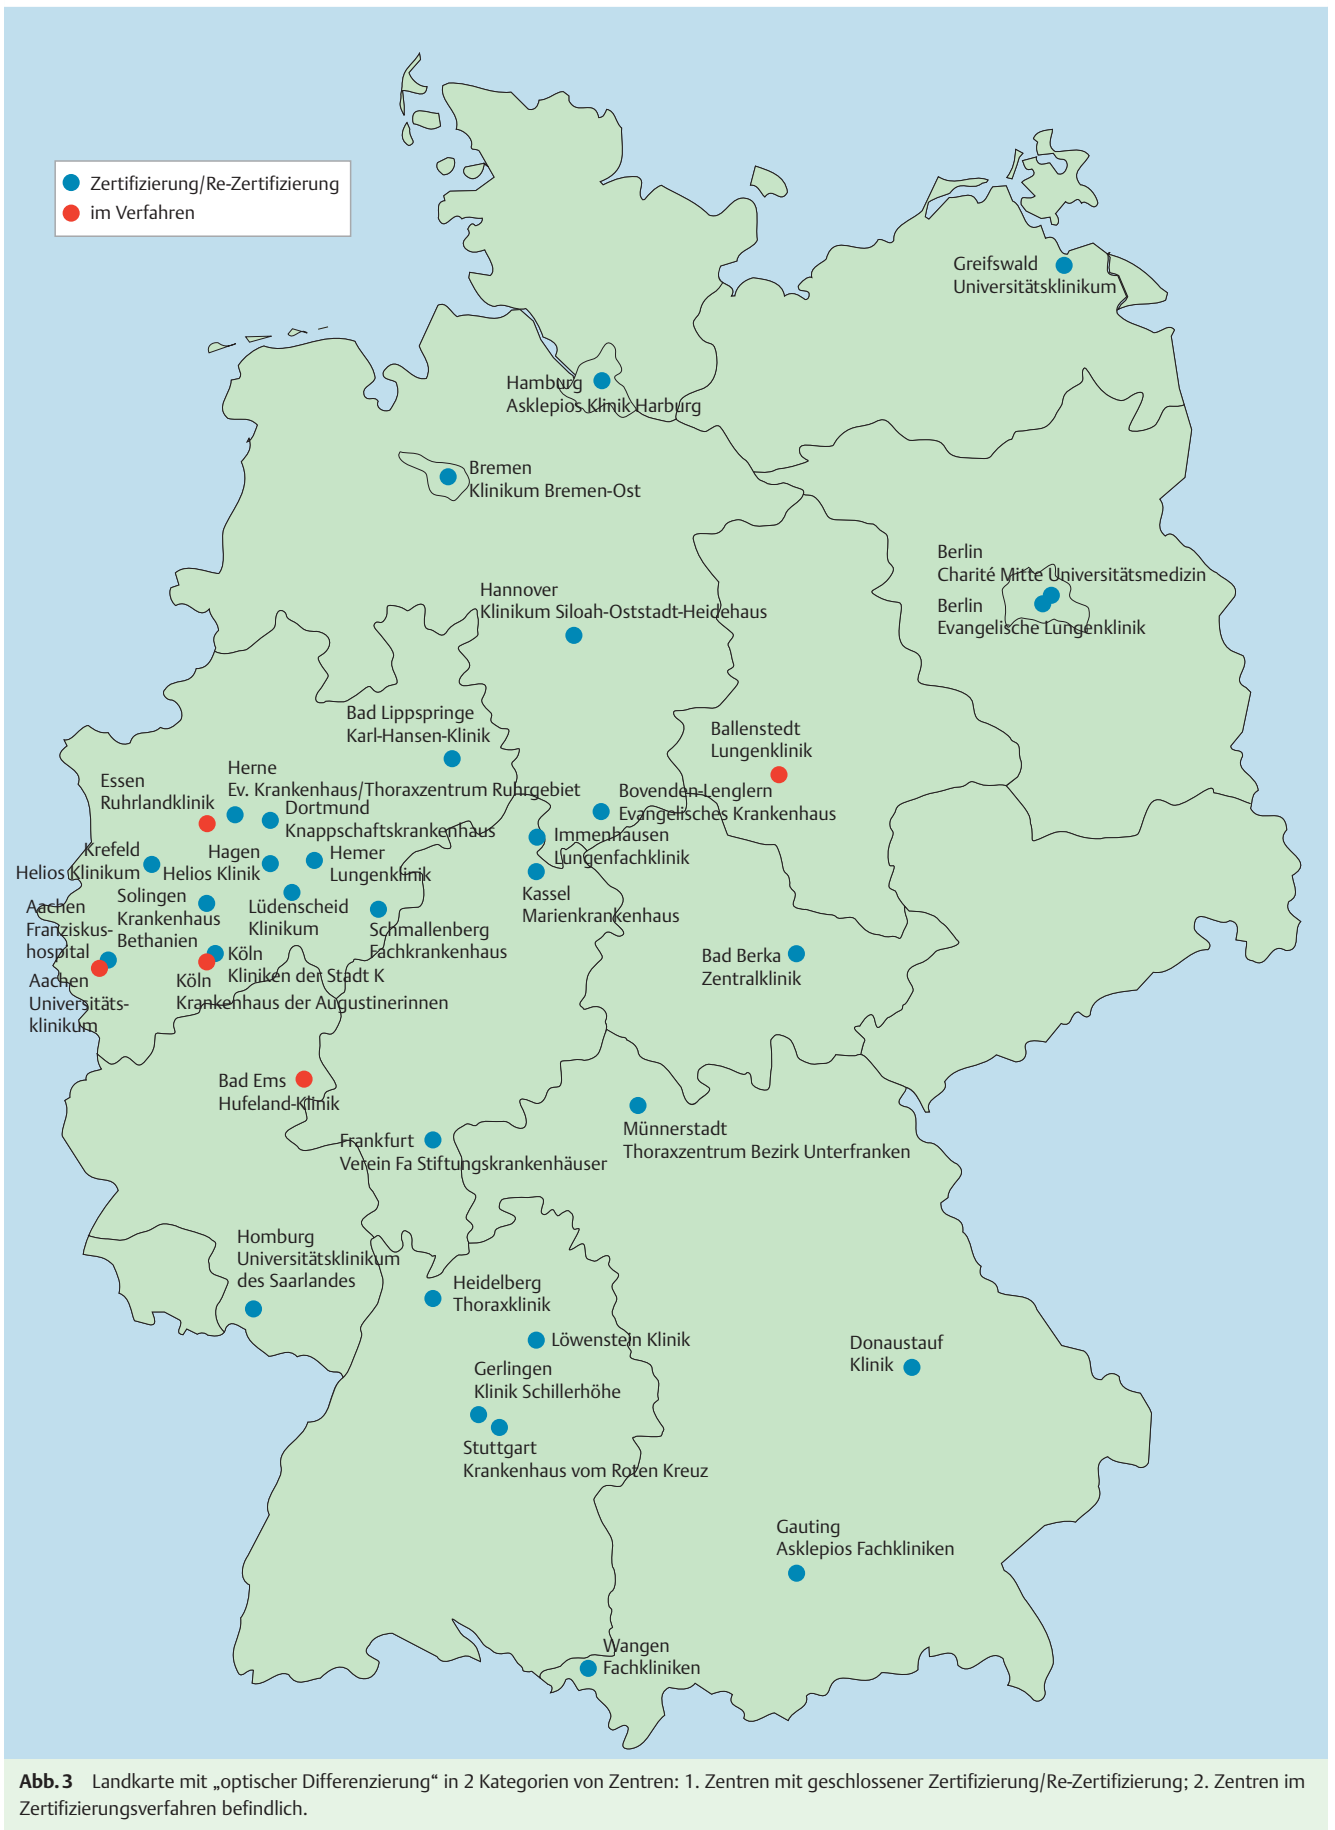 Zertifizierung/Re-Zertifizierung
im Verfahren
Greifswald
Universitätsklinikum
Hamburg
Asklepios Klinik Harburg
Bremen
Klinikum Bremen-Ost
Berlin
Charité Mitte Universitätsmedizin
Berlin
Evangelische Lungenklinik
Hannover
Klinikum Siloah-Oststadt-Heidehaus
Bad Lippspringe
Karl-Hansen-Klinik
Ballenstedt
Lungenklinik
Herne
Ev. Krankenhaus/Thoraxzentrum Ruhrgebiet
Essen
Ruhrlandklinik
Dortmund
Knappschaftskrankenhaus
Bovenden-Lenglern
Evangelisches Krankenhaus
Immenhausen
Lungenfachklinik
Krefeld
Helios Klinikum
Hagen
Helios Klinik
Hemer
Lungenklinik
Kassel
Marienkrankenhaus
Solingen
Krankenhaus
Bethanien
Lüdenscheid
Klinikum
Aachen
Franziskus-
hospital
Schmallenberg
Fachkrankenhaus
Köln
Kliniken der Stadt K
Bad Berka
Zentralklinik
Aachen
Universitäts-
klinikum
Köln
Krankenhaus der Augustinerinnen
Bad Ems
Hufeland-Klinik
Münnerstadt
Thoraxzentrum Bezirk Unterfranken
Frankfurt
Verein Fa Stiftungskrankenhäuser
Homburg
Universitätsklinikum
des Saarlandes
Heidelberg
Thoraxklinik
Löwenstein Klinik
Donaustauf
Klinik
Gerlingen
Klinik Schillerhöhe
Stuttgart
Krankenhaus vom Roten Kreuz
Gauting
Asklepios Fachkliniken
Wangen
Fachkliniken
Abb. 3 Landkarte mit „optischer Differenzierung“ in 2 Kategorien von Zentren: 1. Zentren mit geschlossener Zertifizierung/Re-Zertifizierung; 2. Zentren im
Zertifizierungsverfahren befindlich.